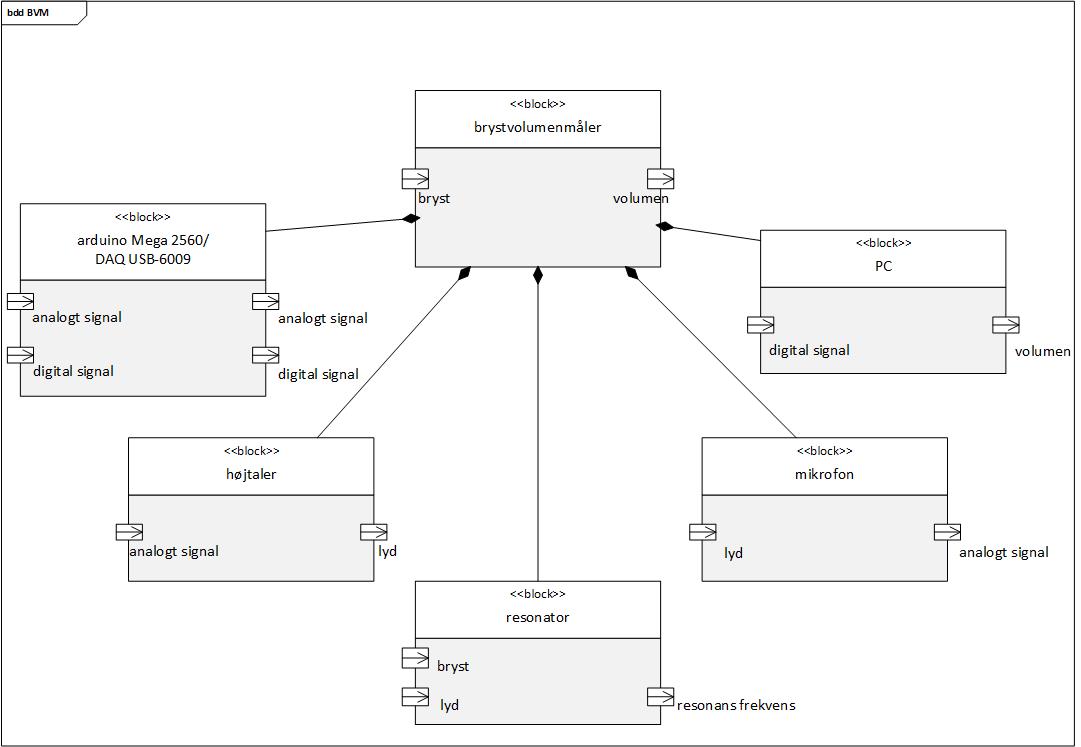 bdd BVM
<<block>>
brystvolumenmåler
bryst
volumen
<<block>>
arduino Mega 2560/
DAQ USB-6009
analogt signal
analogt signal
digital signal
digital signal
<<block>>
PC
digital signal
volumen
<<block>>
højtaler
analogt signal
lyd
<<block>>
mikrofon
lyd
analogt signal
<<block>>
resonator
bryst
lyd
resonans frekvens